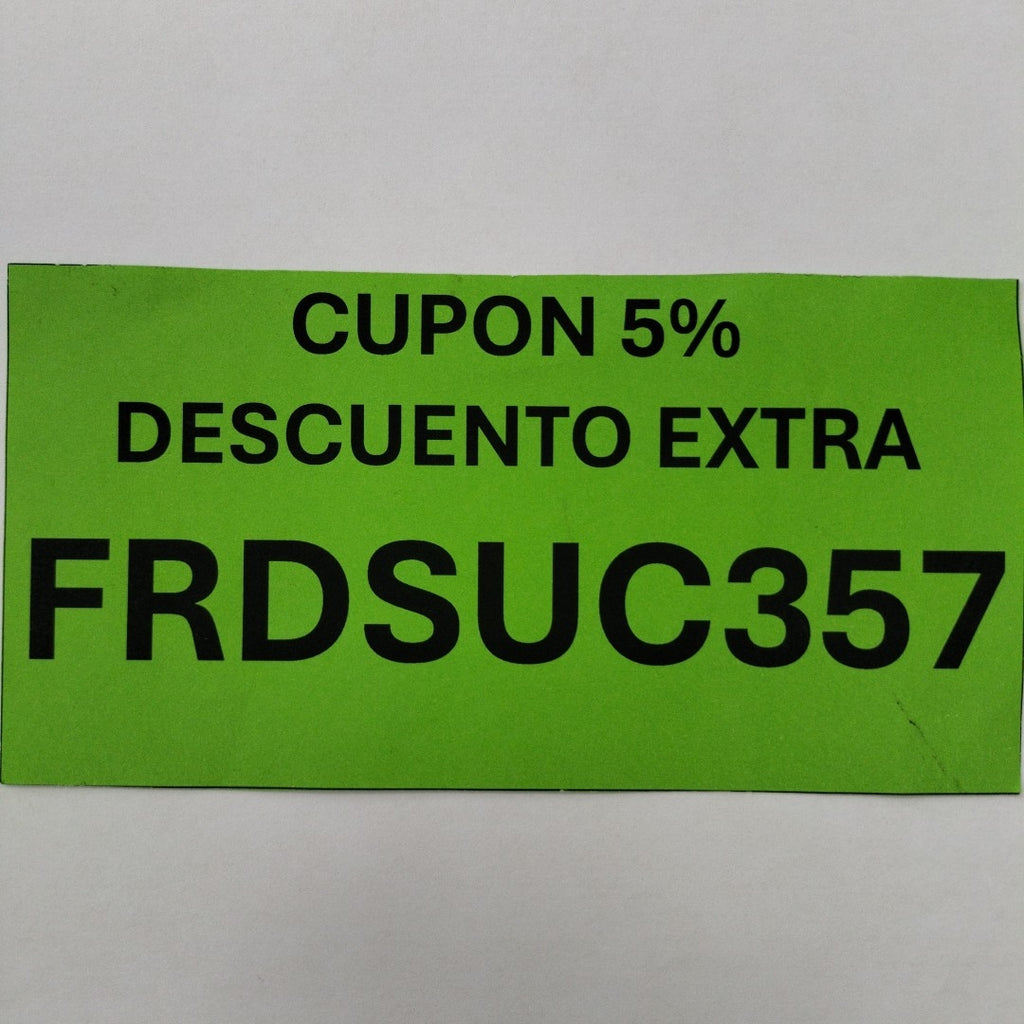 CUPON 5%
DESCUENTO EXTRA
FRDSUC357